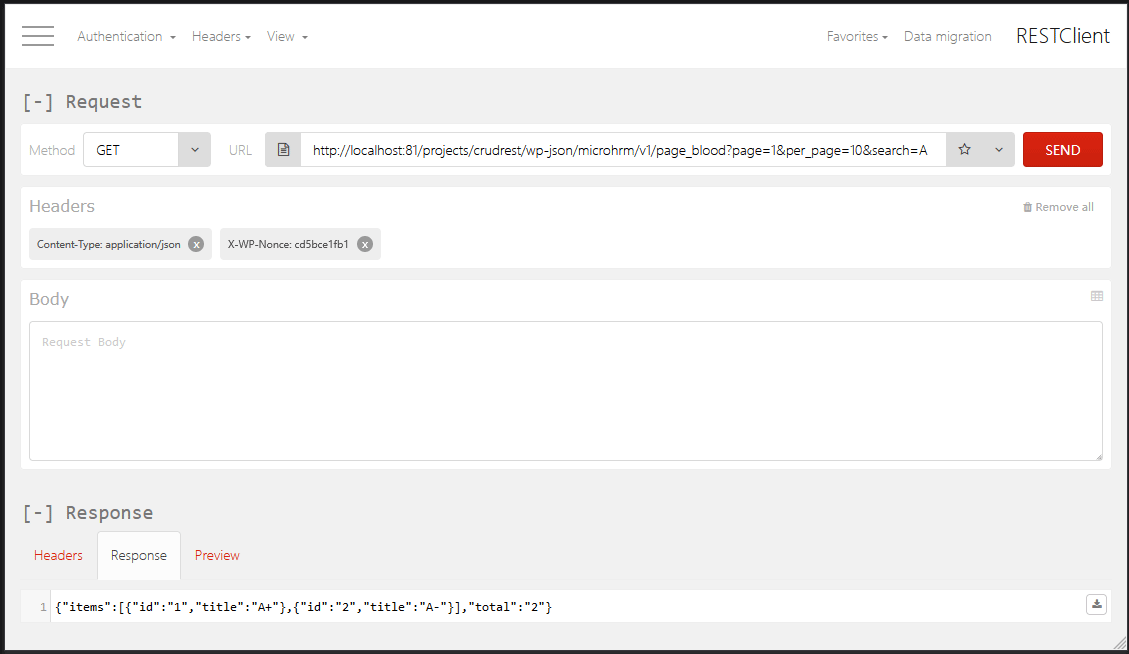 Authentication Headers View Favorites Data migration RESTClient
[-] Request
Method GET URL http://localhost:81/projects/crudrest/wp-json/microhrm/v1/page_blood?page=1&per_page=10&search=A SEND
Headers Remove all
Content-Type: application/json x X-WP-Nonce: cd5bce1fb1 x
Body
Request Body
[-] Response
Headers Response Preview
1 {"items":[{"id":"1","title":"A+"},{"id":"2","title":"A-"}],"total":"2"}